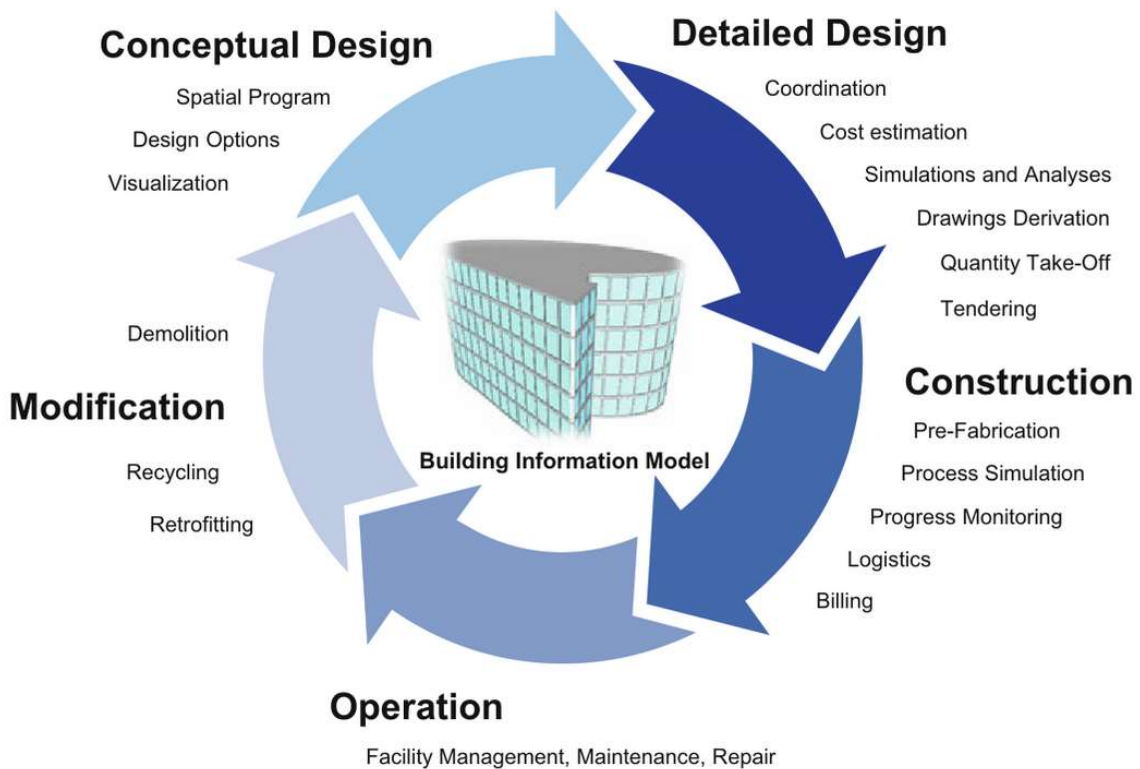 Conceptual Design
Spatial Program
Design Options
Visualization
Detailed Design
Coordination
Cost estimation
Simulations and Analyses
Drawings Derivation
Quantity Take-Off
Tendering
Construction
Pre-Fabrication
Process Simulation
Progress Monitoring
Logistics
Billing
Operation
Facility Management, Maintenance, Repair
Demolition
Modification
Recycling
Retrofitting
Building Information Model